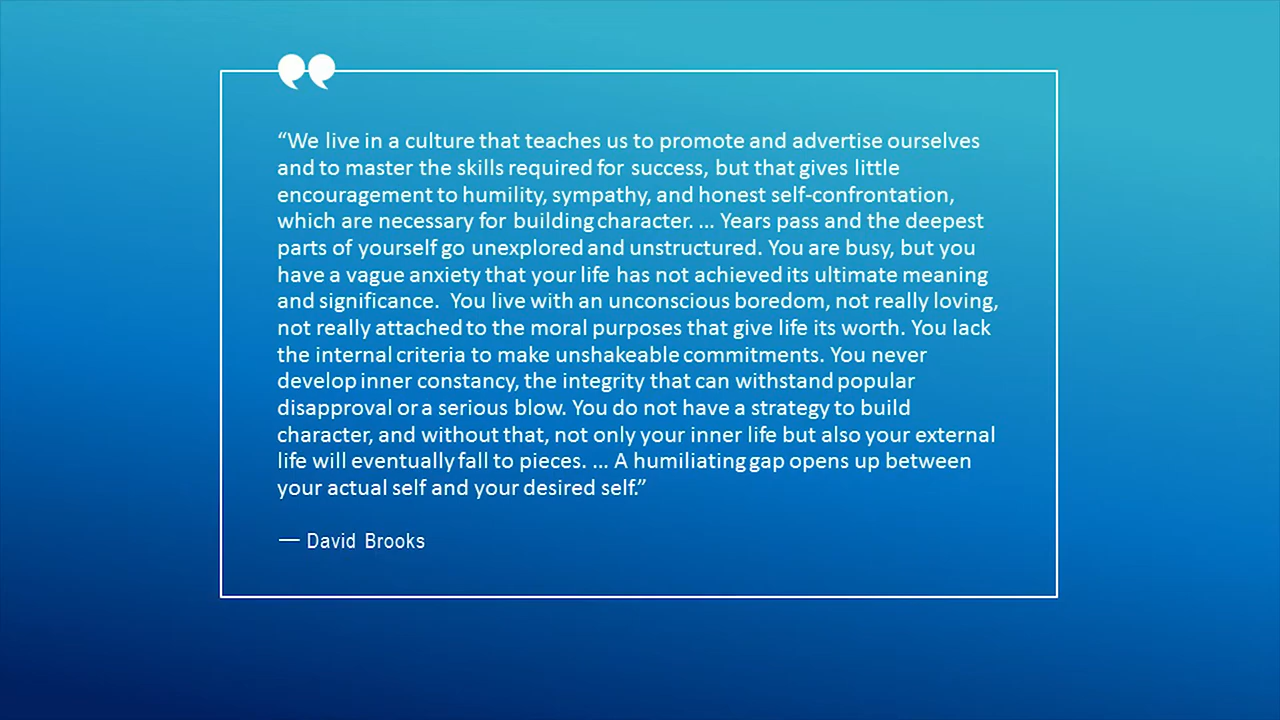 “We live in a culture that teaches us to promote and advertise ourselves
and to master the skills required for success, but that gives little
encouragement to humility, sympathy, and honest self-confrontation,
which are necessary for building character. ... Years pass and the deepest
parts of yourself go unexplored and unstructured. You are busy, but you
have a vague anxiety that your life has not achieved its ultimate meaning
and significance.  You live with an unconscious boredom, not really loving,
not really attached to the moral purposes that give life its worth. You lack
the internal criteria to make unshakeable commitments. You never
develop inner constancy, the integrity that can withstand popular
disapproval or a serious blow. You do not have a strategy to build
character, and without that, not only your inner life but also your external
life will eventually fall to pieces. ... A humiliating gap opens up between
your actual self and your desired self.”
— David Brooks